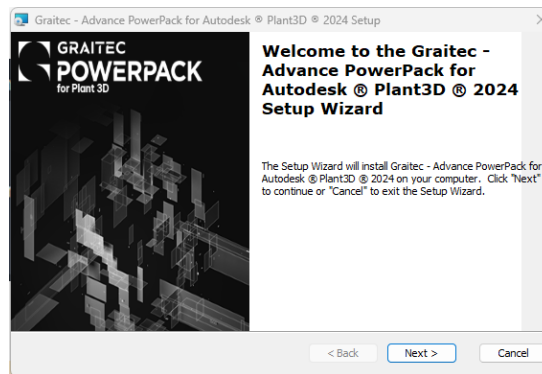 Graitec - Advance PowerPack for Autodesk ® Plant3D ® 2024 Setup
GRAITEC
POWERPACK
for Plant 3D
Welcome to the Graitec -
Advance PowerPack for
Autodesk ® Plant3D ® 2024
Setup Wizard
The Setup Wizard will install Graitec - Advance PowerPack for
Autodesk ® Plant3D ® 2024 on your computer. Click "Next"
to continue or "Cancel" to exit the Setup Wizard.
< Back Next > Cancel